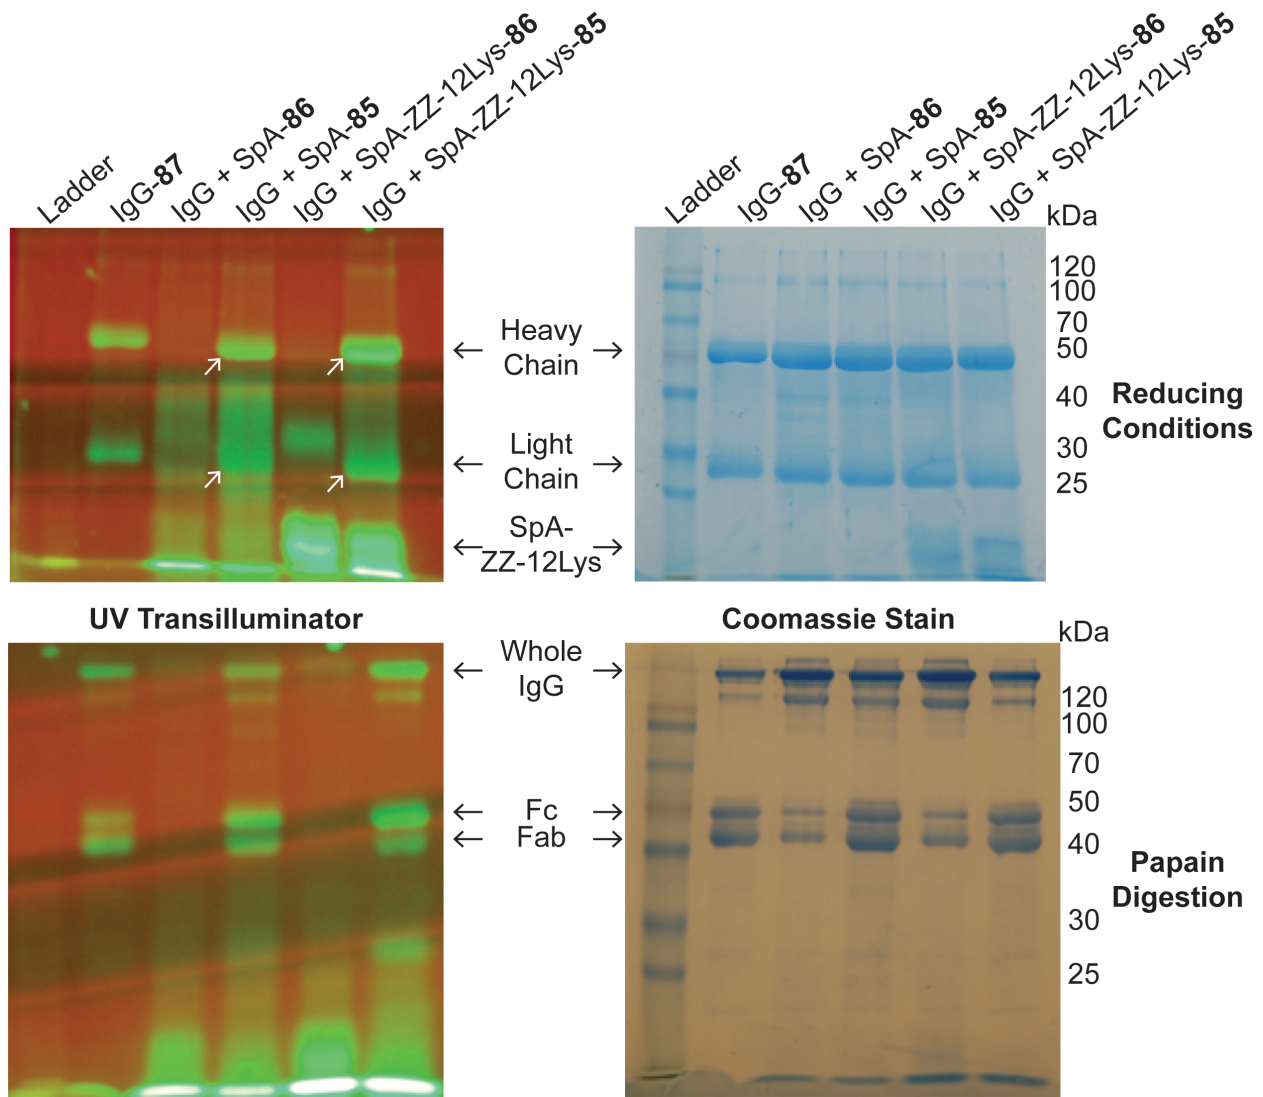 Ladder
IgG-87
IgG + SpA-86
IgG + SpA-85
IgG + SpA-ZZ-12Lys-86
IgG + SpA-ZZ-12Lys-85
Ladder
IgG-87
IgG + SpA-86
IgG + SpA-85
IgG + SpA-ZZ-12Lys-86
IgG + SpA-ZZ-12Lys-85
kDa
120
100
70
50
40
30
25
Heavy
Chain
Light
Chain
SpA-
ZZ-12Lys
Reducing
Conditions
UV Transilluminator
Coomassie Stain
kDa
Whole
IgG
Fc
Fab
120
100
70
50
40
30
25
Papain
Digestion